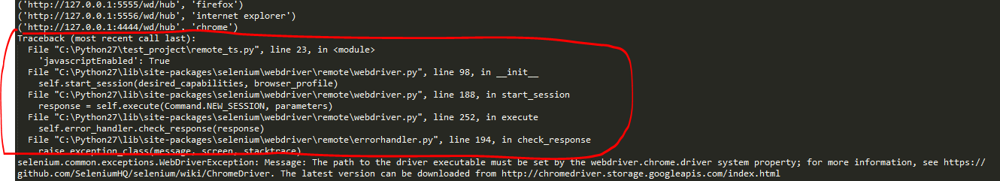 ('http://127.0.0.1:5555/wd/hub', 'firefox')
('http://127.0.0.1:5556/wd/hub', 'internet explorer')
('http://127.0.0.1:4444/wd/hub', 'chrome')
Traceback (most recent call last):
  File "C:\Python27\test_project\remote_ts.py", line 23, in <module>
    'javascriptEnabled': True
  File "C:\Python27\lib\site-packages\selenium\webdriver\remote\webdriver.py", line 98, in __init__
    self.start_session(desired_capabilities, browser_profile)
  File "C:\Python27\lib\site-packages\selenium\webdriver\remote\webdriver.py", line 188, in start_session
    response = self.execute(Command.NEW_SESSION, parameters)
  File "C:\Python27\lib\site-packages\selenium\webdriver\remote\webdriver.py", line 252, in execute
    self.error_handler.check_response(response)
  File "C:\Python27\lib\site-packages\selenium\webdriver\remote\errorhandler.py", line 194, in check_response
    raise exception_class(message, screen, stacktrace)
selenium.common.exceptions.WebDriverException: Message: The path to the driver executable must be set by the webdriver.chrome.driver system property; for more information, see https://
github.com/SeleniumHQ/selenium/wiki/ChromeDriver. The latest version can be downloaded from http://chromedriver.storage.googleapis.com/index.html